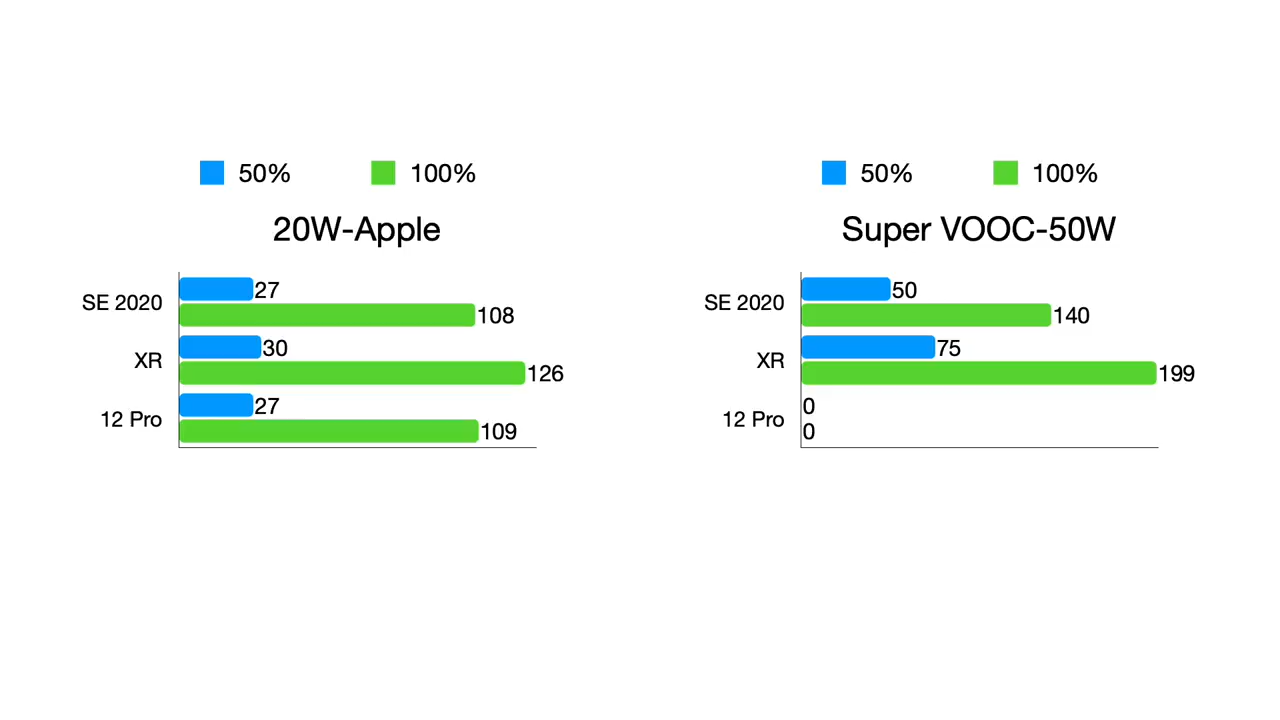 50% 100%
20W-Apple
SE 2020 27
108
XR 30
126
12 Pro 27
109
50% 100%
Super VOOC-50W
SE 2020 50
140
XR 75
199
12 Pro 0
0